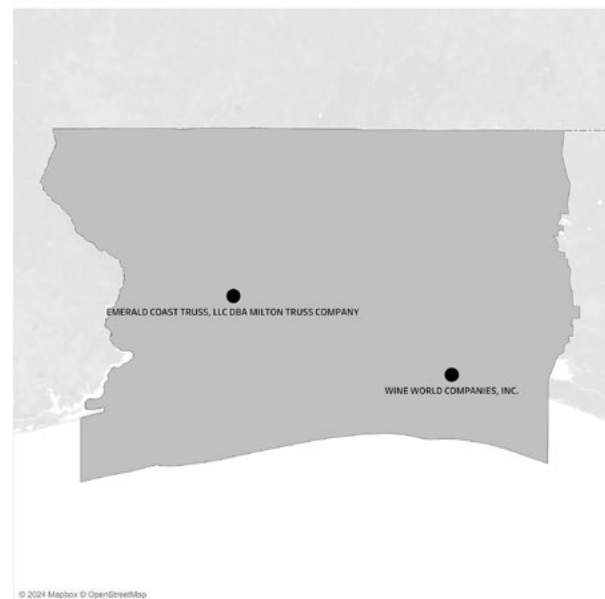 EMERALD COAST TRUSS, LLC DBA MILTON TRUSS COMPANY
WINE WORLD COMPANIES, INC.
© 2024 Mapbox © OpenStreetMap